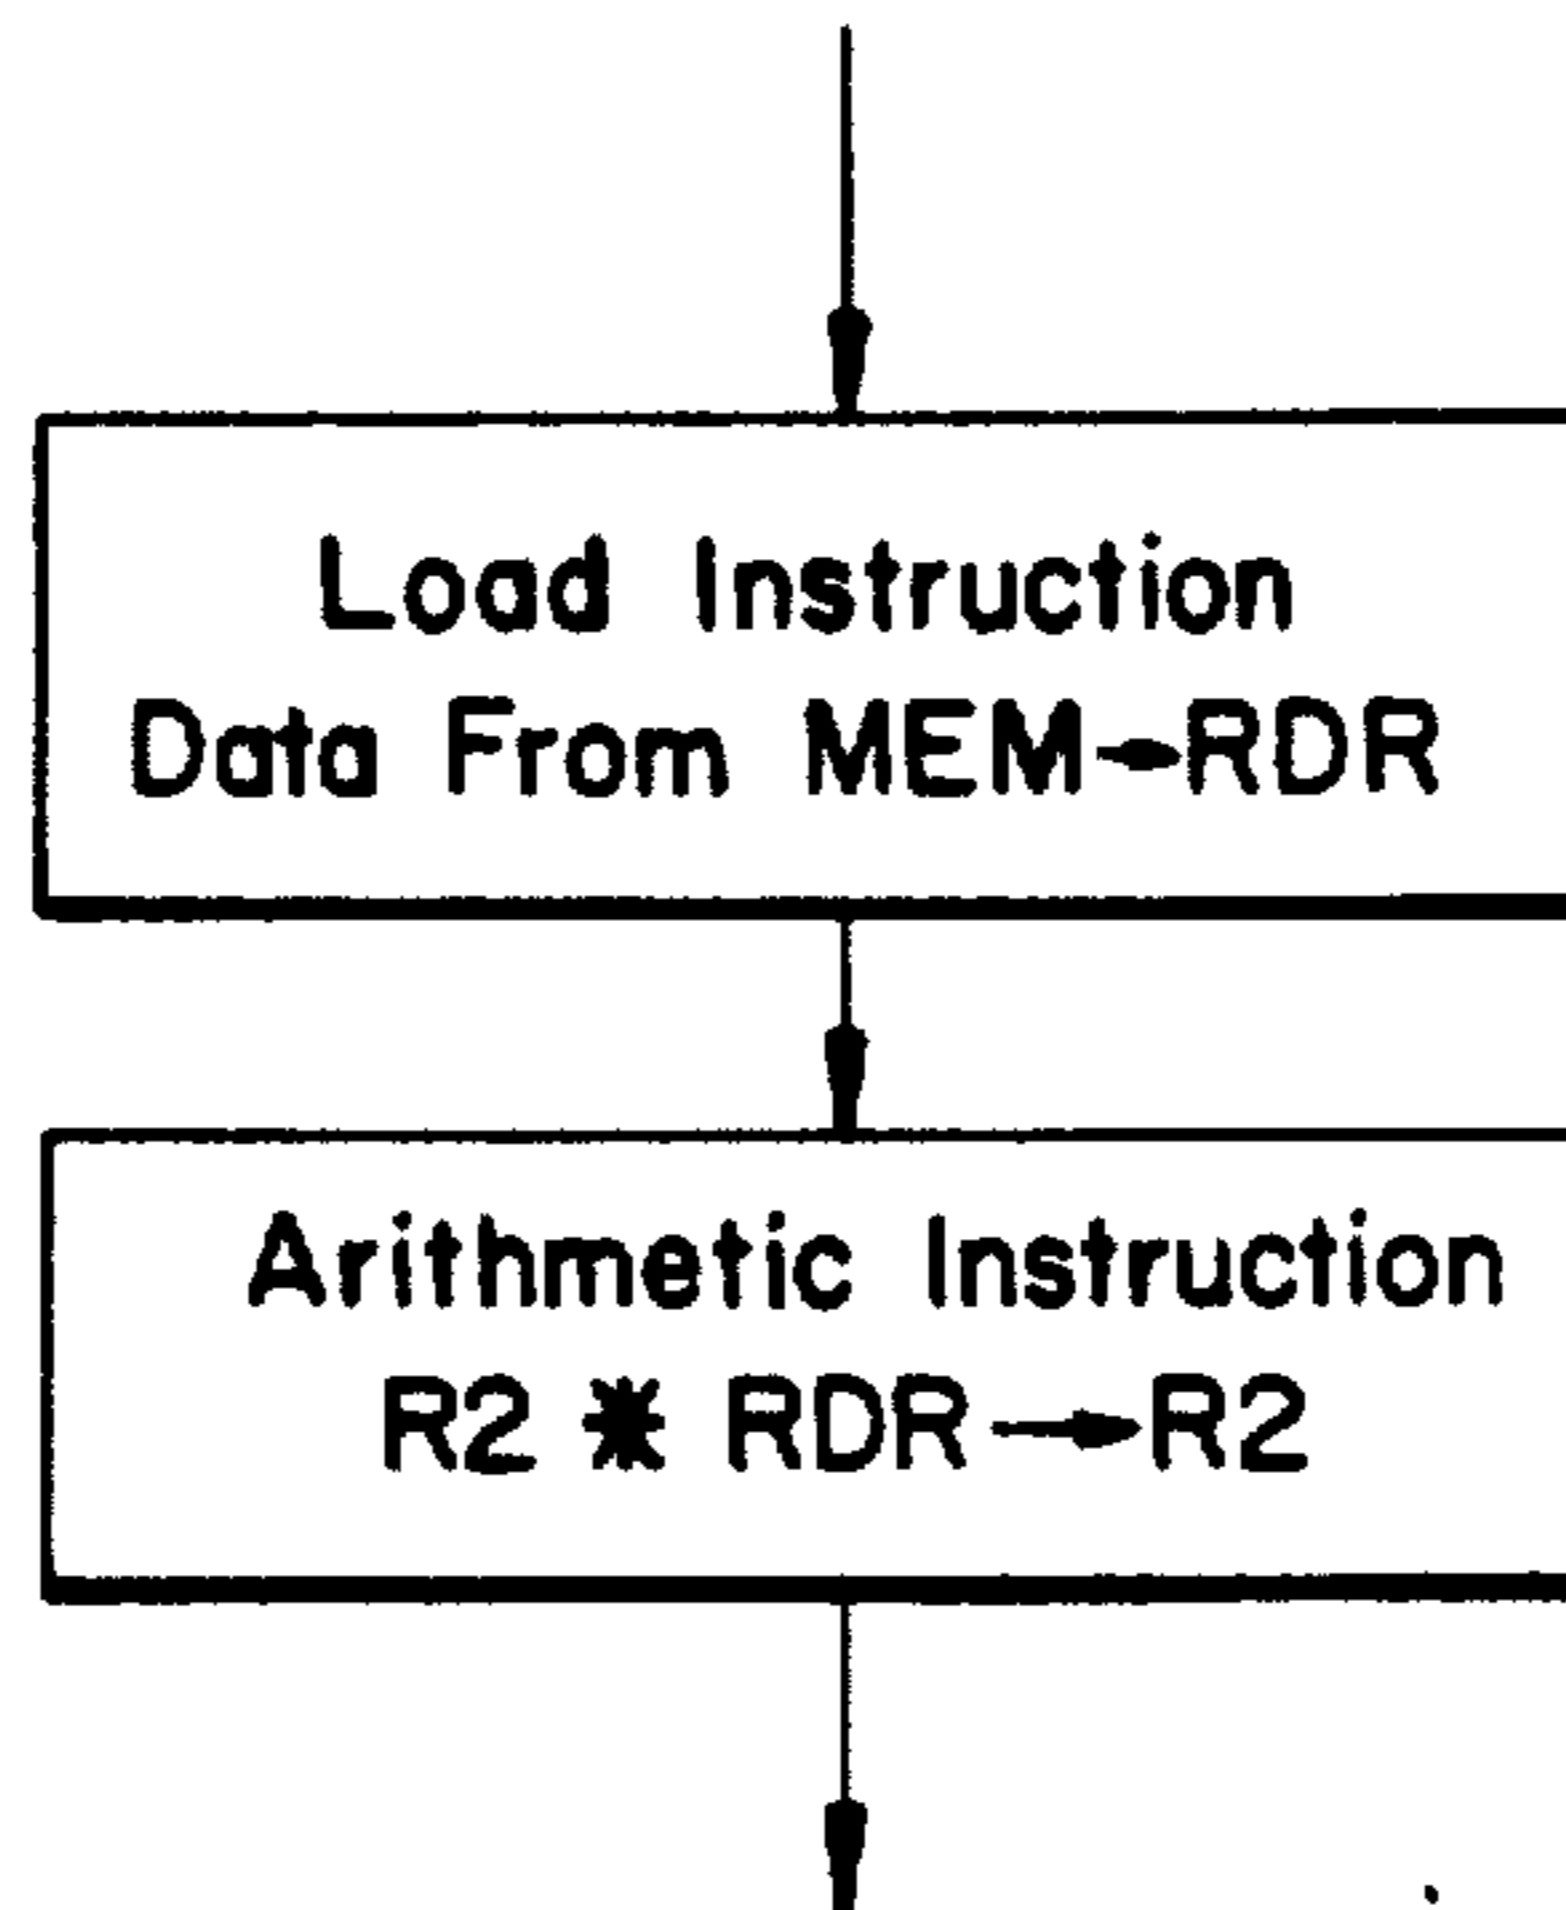 Load Instruction
Data From MEM→RDR
Arithmetic Instruction
R2 * RDR→R2